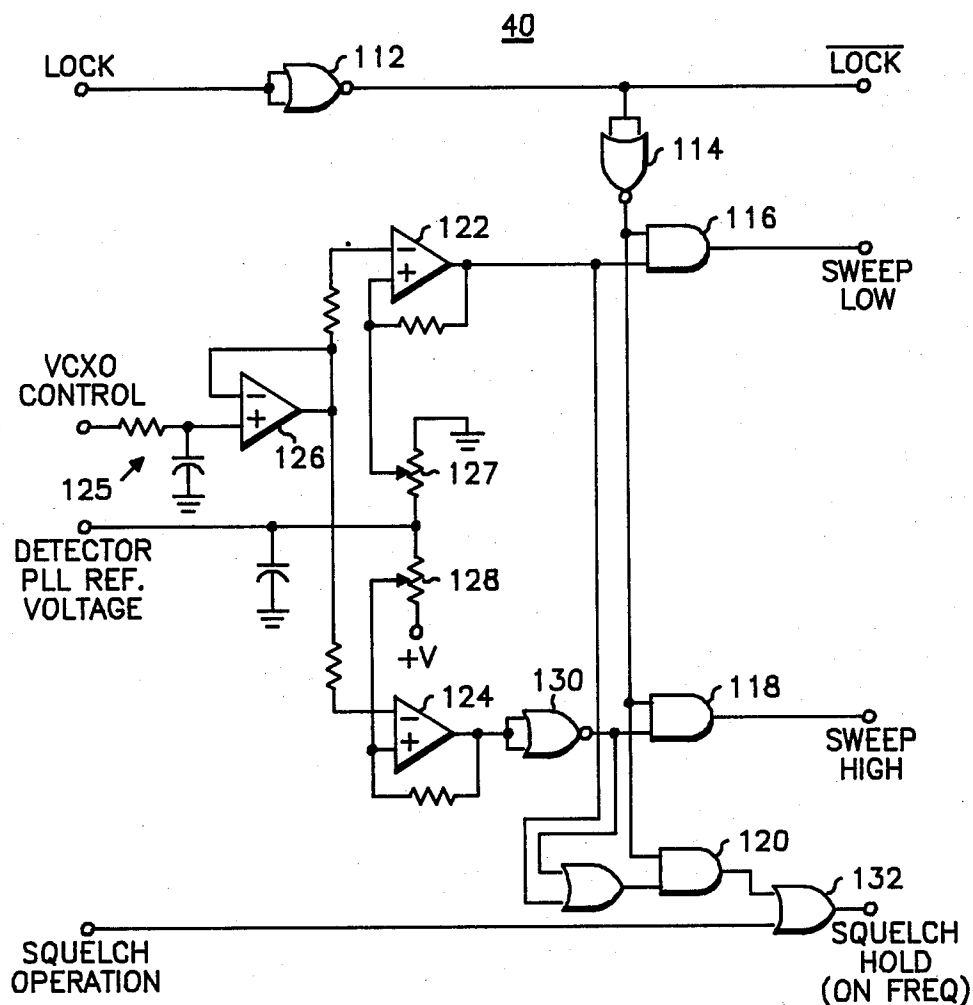 40
LOCK
112
LOCK
114
116
122
SWEEP
LOW
VCXO
CONTROL
126
127
125
DETECTOR
PLL REF.
VOLTAGE
128
+V
124
130
118
SWEEP
HIGH
120
132
SQUELCH
OPERATION
SQUELCH
HOLD
(ON FREQ)
−
+
−
+
−
+